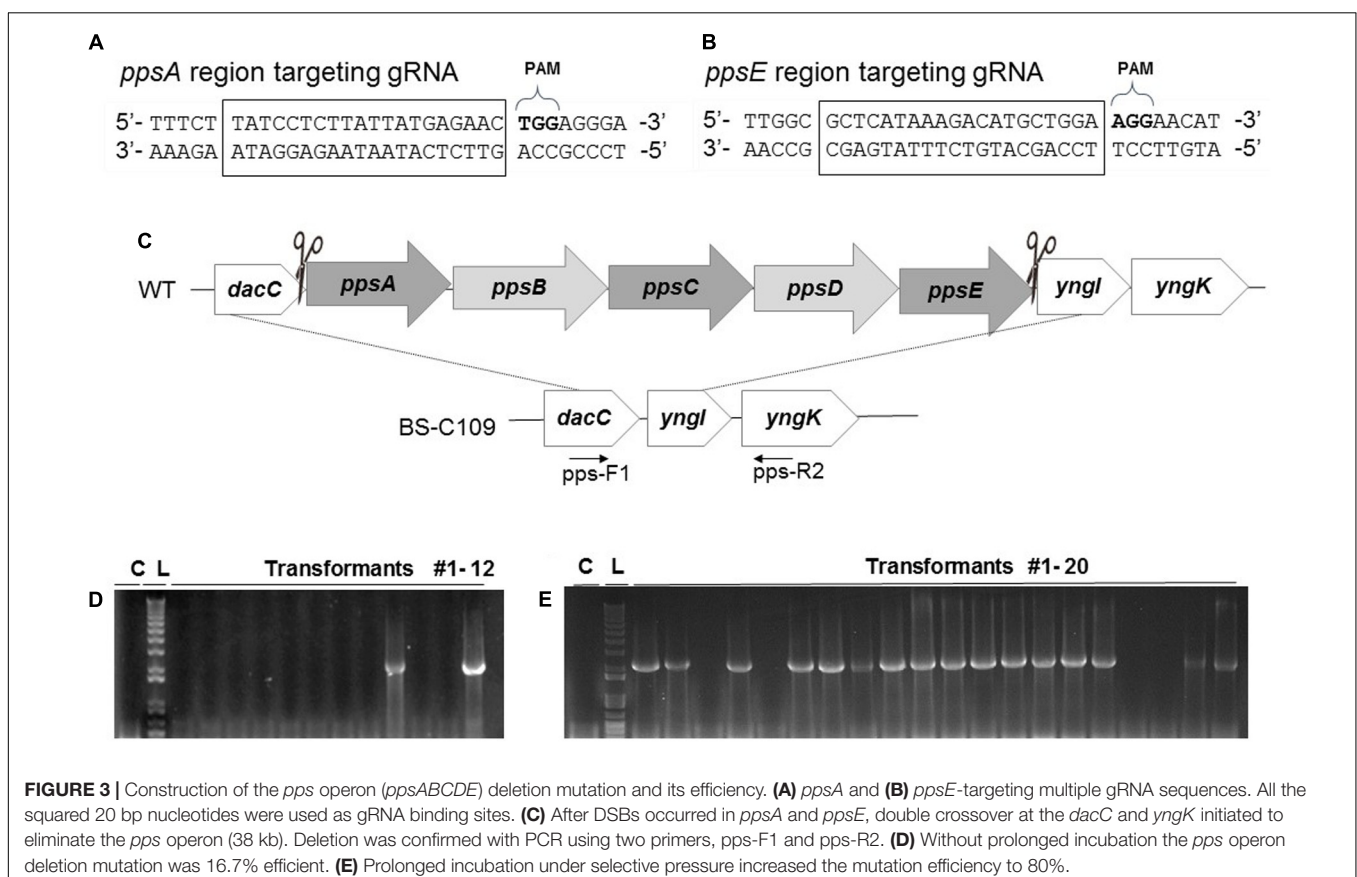 A
B
ppsA region targeting gRNA
PAM
ppsE region targeting gRNA
PAM
5’- TTTCT TATCCTCTTATTATGAGAAC TGGAGGGA -3’
3’- AAAGA ATAGGAGAATAATACTCTTG ACCGCCCT -5’
5’- TTGGC GCTCATAAAGACATGCTGGA AGGAACAT -3’
3’- AACCG CGAGTATTTCTGTACGACCT TCCTTGTA -5’
C
WT
dacC
ppsA
ppsB
ppsC
ppsD
ppsE
yngI
yngK
BS-C109
dacC
yngI
yngK
pps-F1
pps-R2
C L Transformants #1-12
D
C L Transformants #1-20
E
FIGURE 3 | Construction of the pps operon (ppsABCDE) deletion mutation and its efficiency. (A) ppsA and (B) ppsE-targeting multiple gRNA sequences. All the
squared 20 bp nucleotides were used as gRNA binding sites. (C) After DSBs occurred in ppsA and ppsE, double crossover at the dacC and yngK initiated to
eliminate the pps operon (38 kb). Deletion was confirmed with PCR using two primers, pps-F1 and pps-R2. (D) Without prolonged incubation the pps operon
deletion mutation was 16.7% efficient. (E) Prolonged incubation under selective pressure increased the mutation efficiency to 80%.